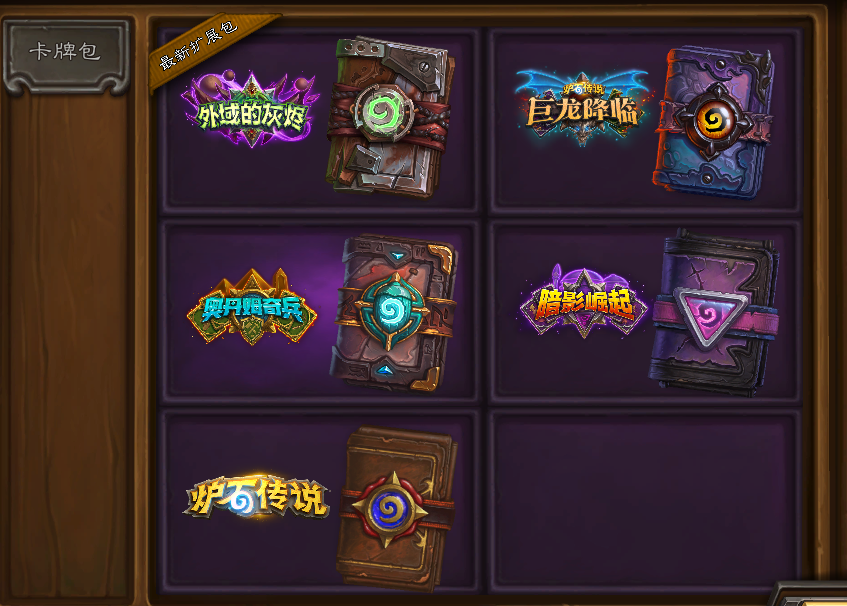 卡牌包
最新扩展包
外域的灰烬
炉石传说
巨龙降临
奥丹姆奇兵
暗影崛起
炉石传说